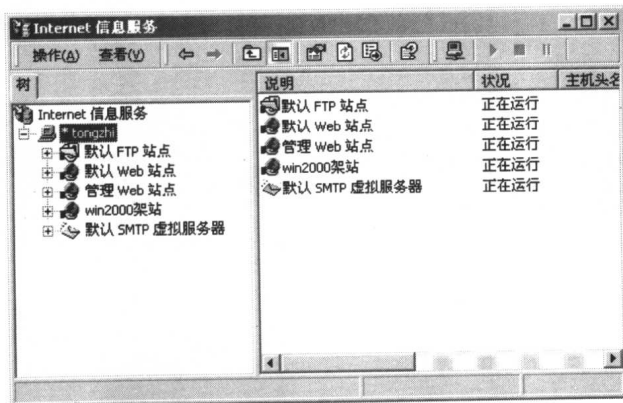 Internet 信息服务
操作(A) 查看(V)
树
Internet 信息服务
* tongzhi
默认 FTP 站点
默认 Web 站点
管理 Web 站点
win2000架站
默认 SMTP 虚拟服务器
说明 状况 主机头名
默认 FTP 站点 正在运行
默认 Web 站点 正在运行
管理 Web 站点 正在运行
win2000架站 正在运行
默认 SMTP 虚拟服务器 正在运行